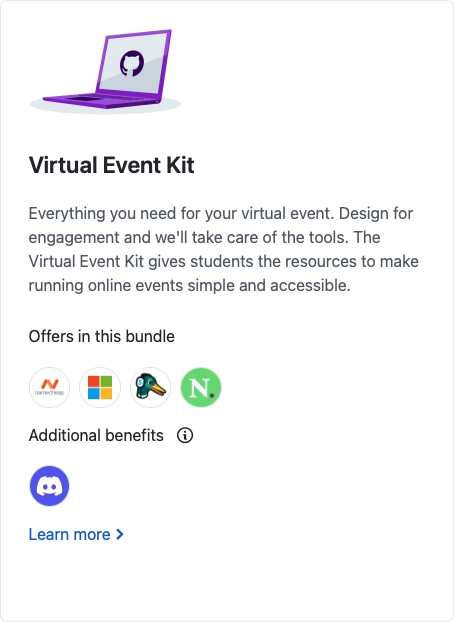 Virtual Event Kit
Everything you need for your virtual event. Design for
engagement and we'll take care of the tools. The
Virtual Event Kit gives students the resources to make
running online events simple and accessible.
Offers in this bundle
namecheap
N.
Additional benefits
Learn more